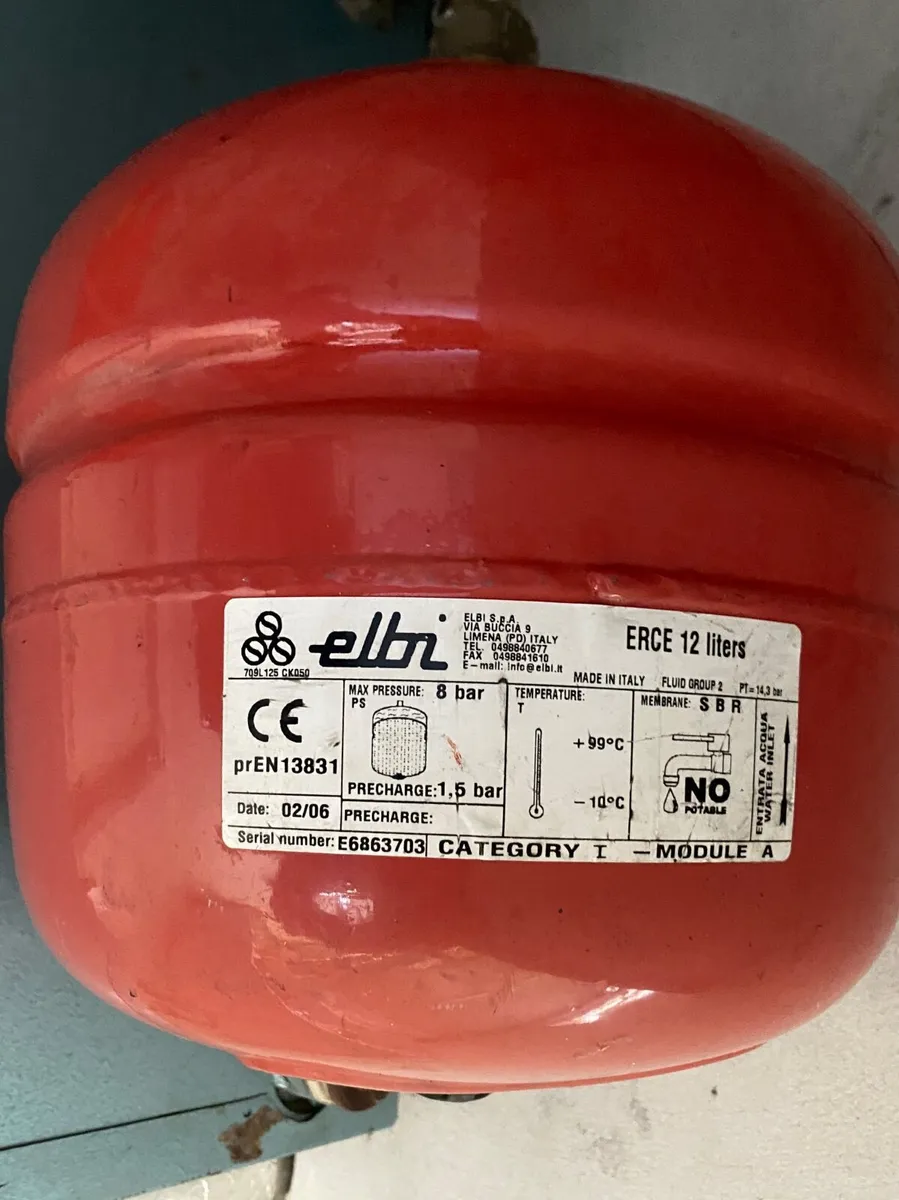 elbi
709L125 CK050
ELBI S.p.A.
VIA BUCCIA 9
LIMENA (PD) ITALY
TEL. 0498840677
FAX 0498841610
E-mail: info@elbi.it
ERCE 12 liters
MADE IN ITALY FLUID GROUP 2 PT= 14,3 bar
CE
prEN13831
Date: 02/06
MAX PRESSURE: 8 bar
PS
PRECHARGE: 1,5 bar
PRECHARGE:
TEMPERATURE:
T
+99°C
-10°C
MEMBRANE: SBR
NO
POTABLE
ENTRATA ACQUA
WATER INLET
Serial number: E6863703 CATEGORY I - MODULE A